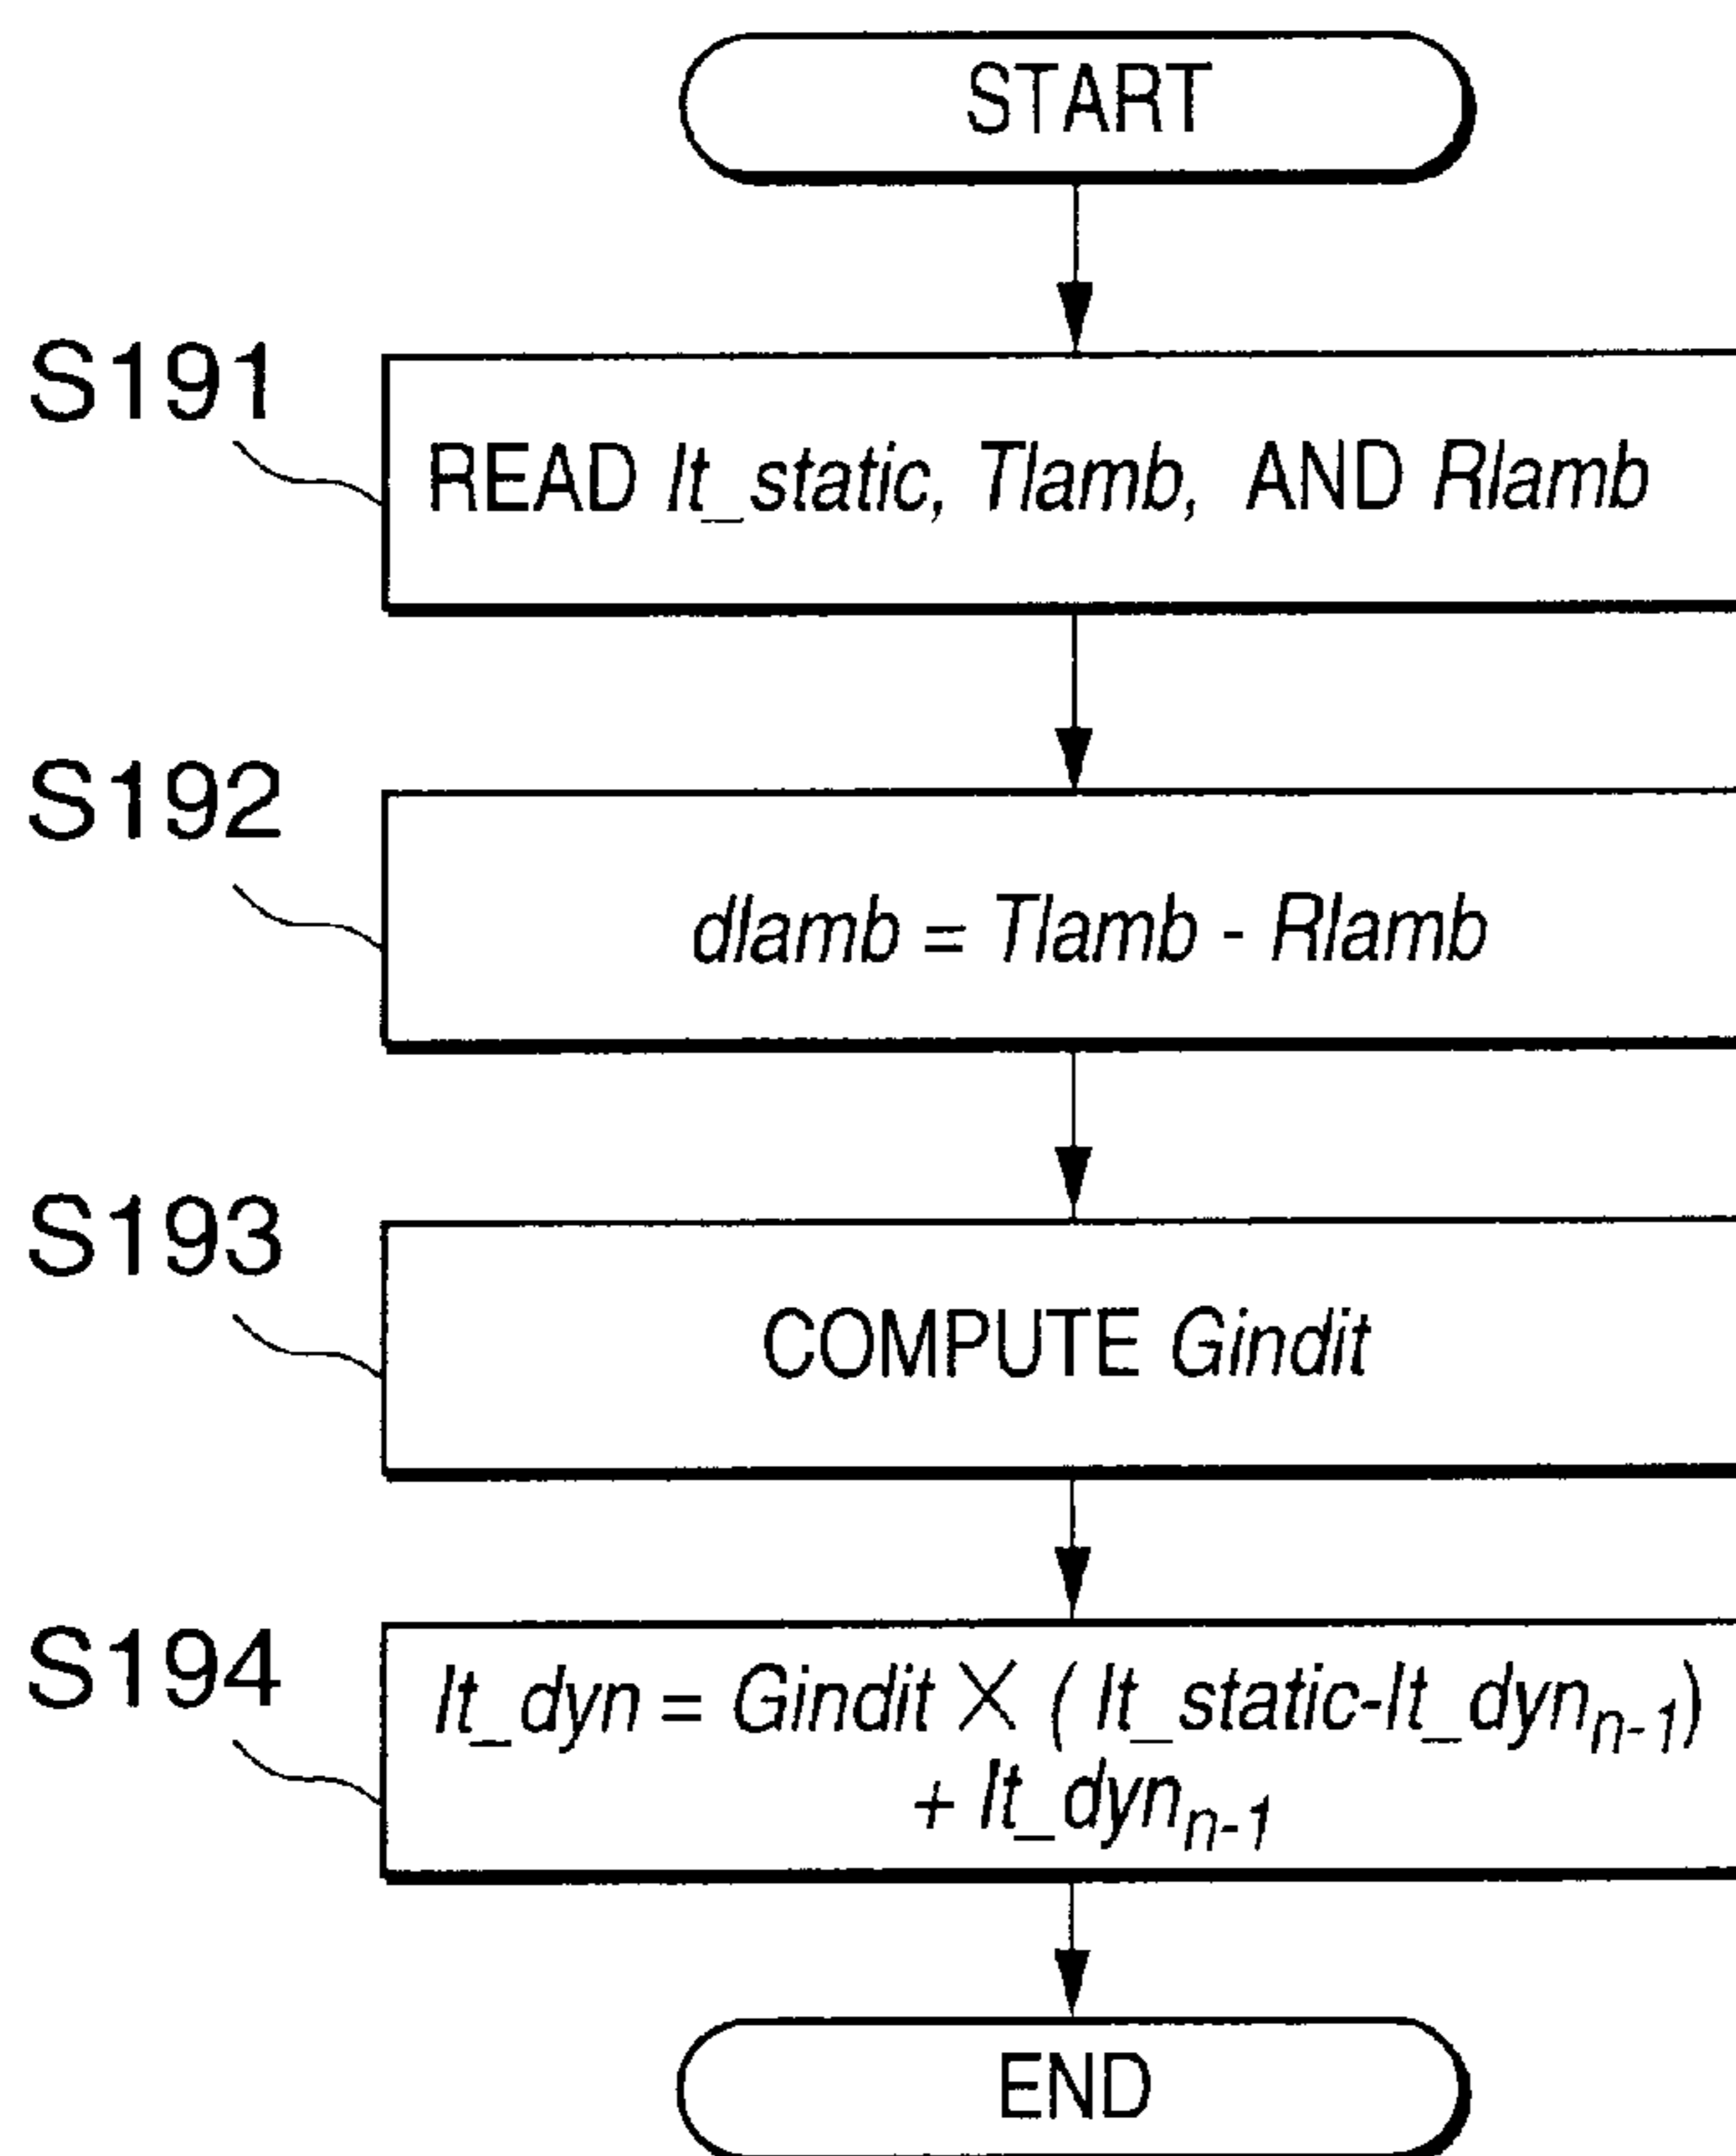 START
S191
READ It_static, Tlamb, AND Rlamb
S192
dlamb = Tlamb - Rlamb
S193
COMPUTE Gindit
S194
It_dyn = Gindit X ( It_static-It_dynn-1)
+ It_dynn-1
END